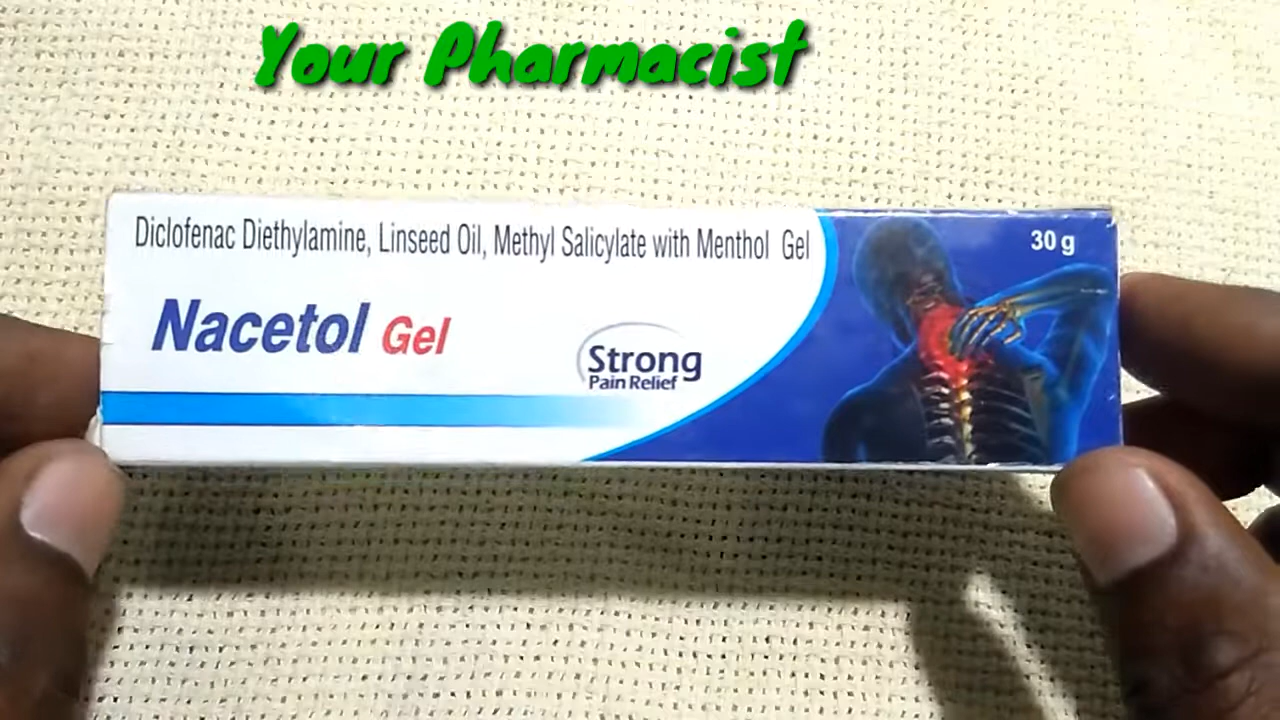 Your Pharmacist
Diclofenac Diethylamine, Linseed Oil, Methyl Salicylate with Menthol Gel
30 g
Nacetol Gel
Strong
Pain Relief